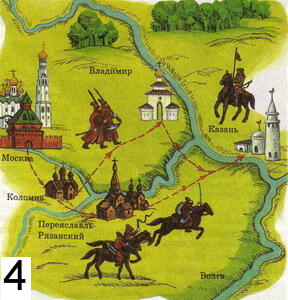 Владимир
Казань
Москва
Коломна
Переяславль-
Рязанский
Волга
4